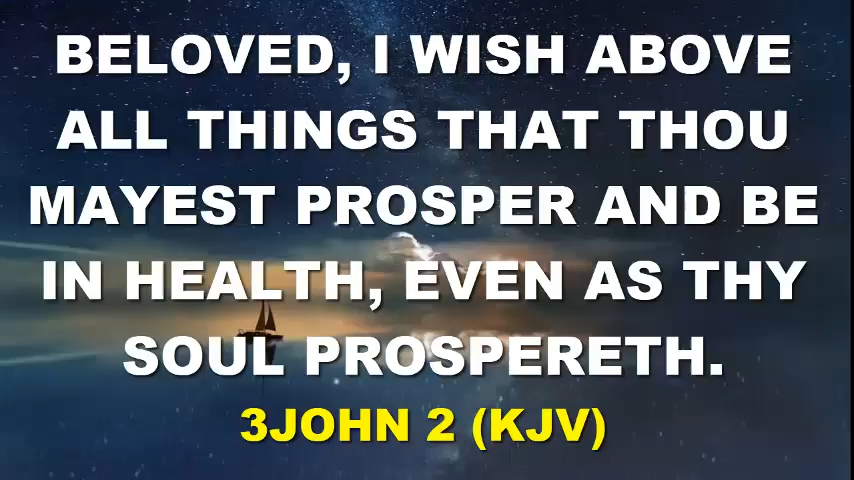 BELOVED, I WISH ABOVE
ALL THINGS THAT THOU
MAYEST PROSPER AND BE
IN HEALTH, EVEN AS THY
SOUL PROSPERETH.
3JOHN 2 (KJV)